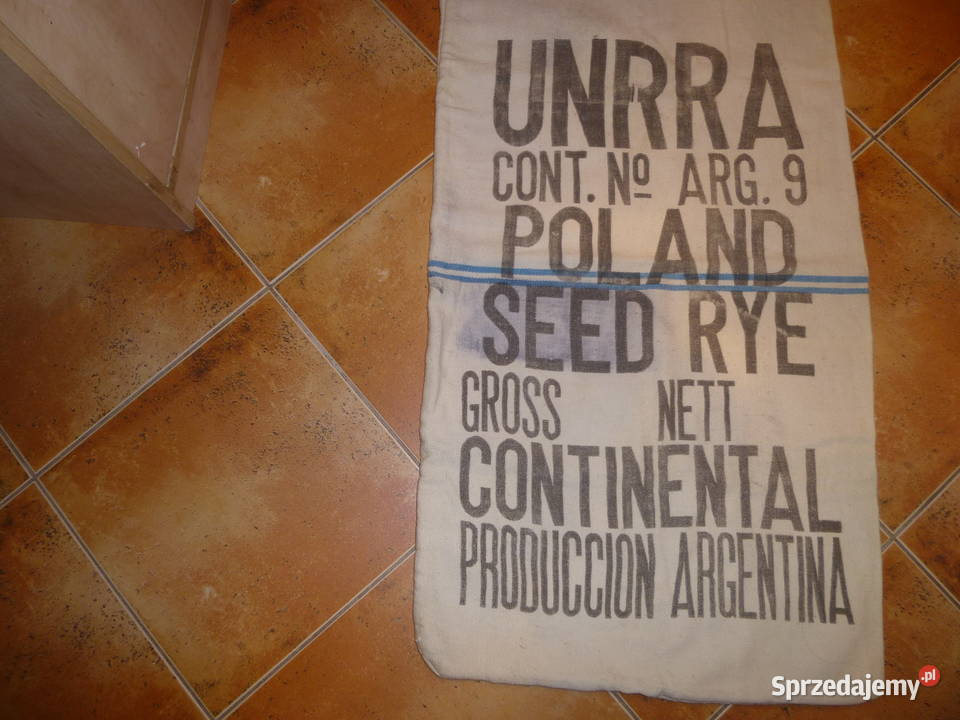 UNRRA
CONT. Nº ARG. 9
POLAND
SEED RYE
GROSS NETT
CONTINENTAL
PRODUCCION ARGENTINA
Sprzedajemy.pl